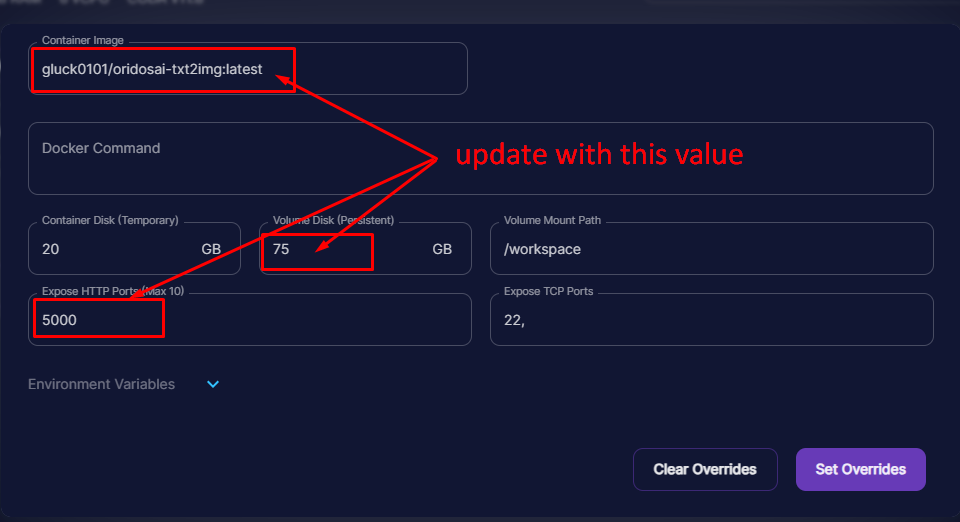 Container Image
gluck0101/oridosai-txt2img:latest
Docker Command
update with this value
Container Disk (Temporary)
20 GB
Volume Disk (Persistent)
75 GB
Volume Mount Path
/workspace
Expose HTTP Ports (Max 10)
5000
Expose TCP Ports
22,
Environment Variables
Clear Overrides
Set Overrides